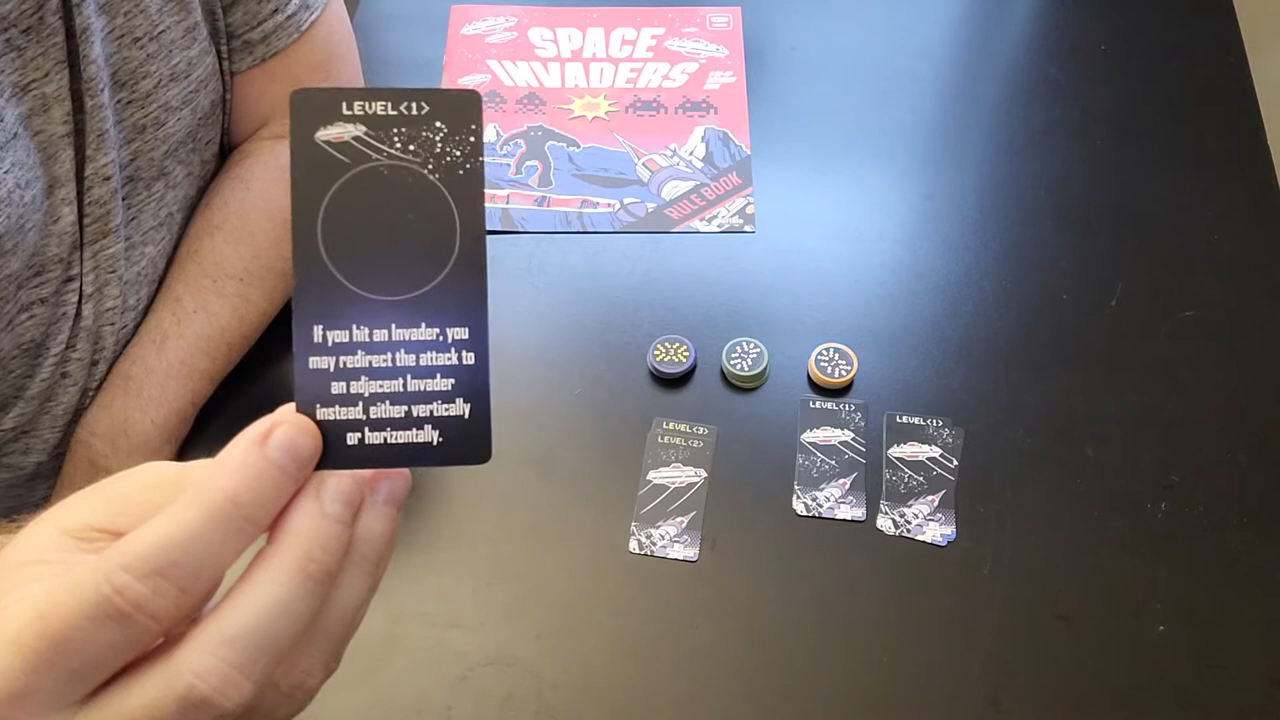 SPACE
INVADERS
RULE BOOK
LEVEL<1>
If you hit an Invader, you
may redirect the attack to
an adjacent Invader
instead, either vertically
or horizontally.
LEVEL<3>
LEVEL<2>
LEVEL<1>
LEVEL<1>